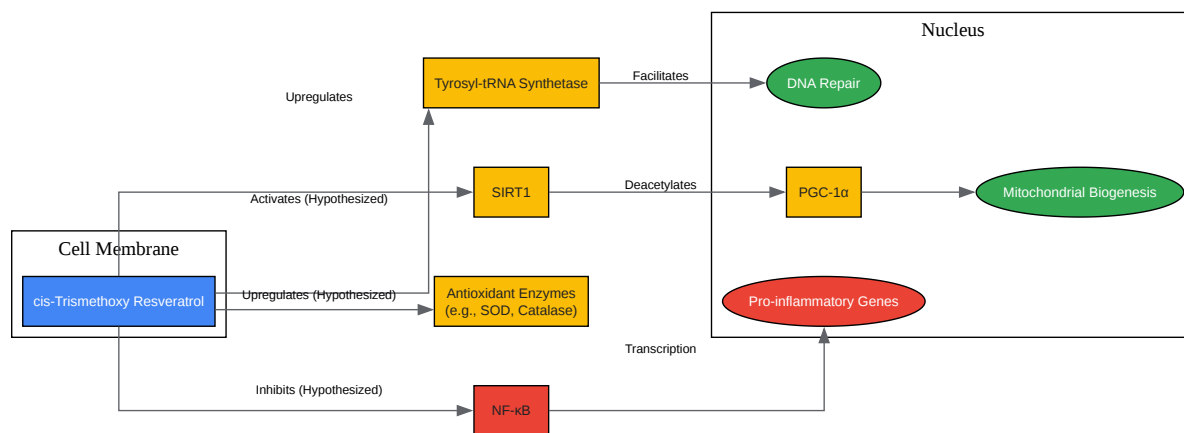 Nucleus
Tyrosyl-tRNA Synthetase
Facilitates
DNA Repair
Upregulates
SIRT1
Deacetylates
PGC-1α
Mitochondrial Biogenesis
Activates (Hypothesized)
Cell Membrane
cis-Trismethoxy Resveratrol
Upregulates (Hypothesized)
Antioxidant Enzymes
(e.g., SOD, Catalase)
Pro-inflammatory Genes
Transcription
Inhibits (Hypothesized)
NF-κB